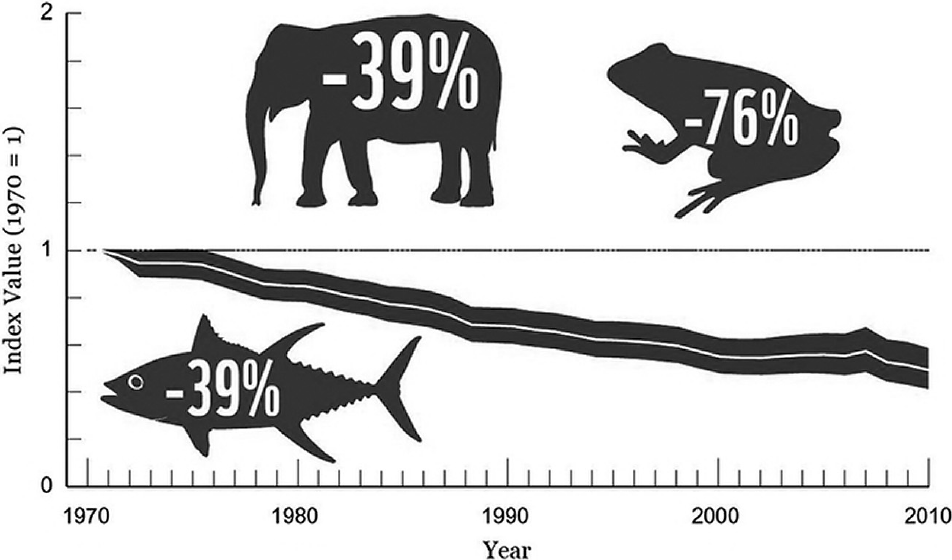 2
-39%
-76%
Index Value (1970 = 1)
1
-39%
0
1970 1980 1990 2000 2010
Year